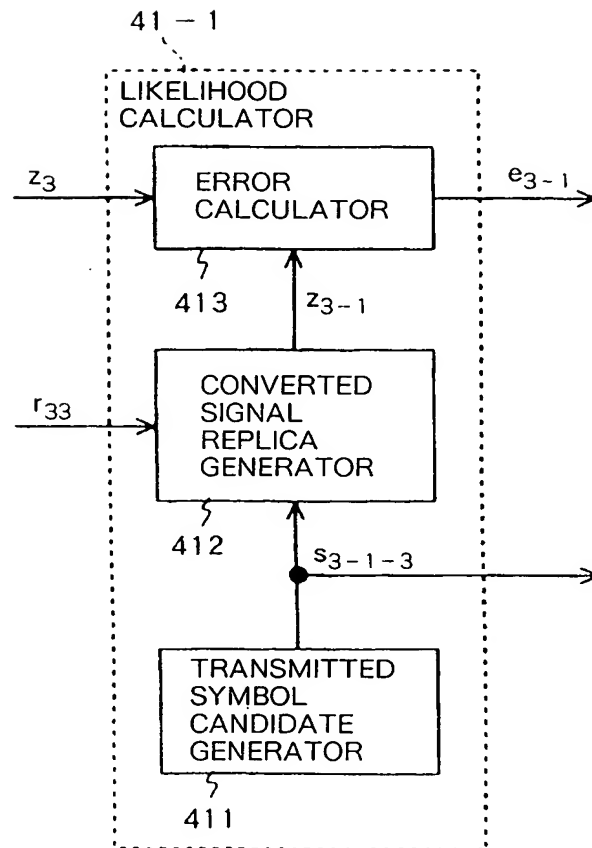 41-1
LIKELIHOOD
CALCULATOR
z3
ERROR
CALCULATOR
e3-1
413
z3-1
r33
CONVERTED
SIGNAL
REPLICA
GENERATOR
412
s3-1-3
TRANSMITTED
SYMBOL
CANDIDATE
GENERATOR
411